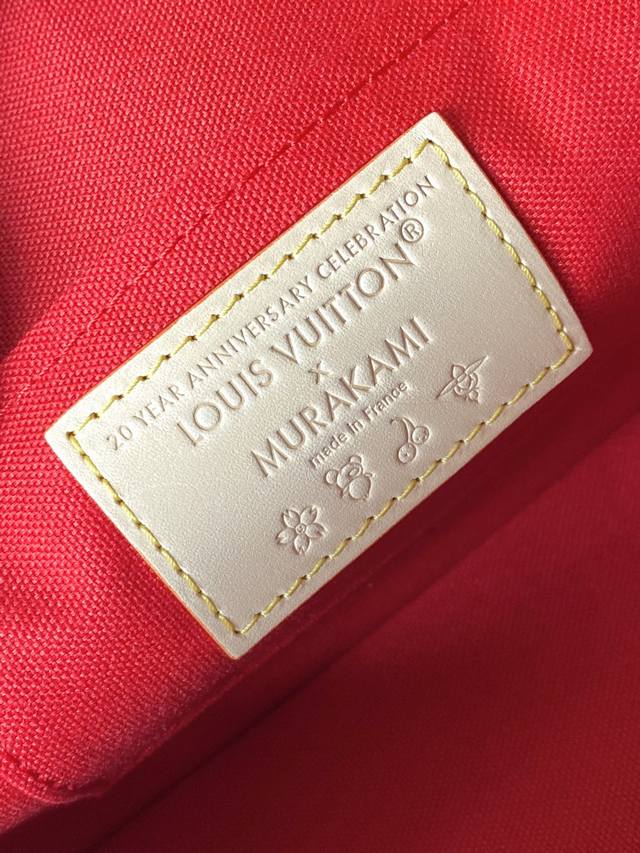 20 YEAR ANNIVERSARY CELEBRATION
LOUIS VUITTON®
x
MURAKAMI
made in France